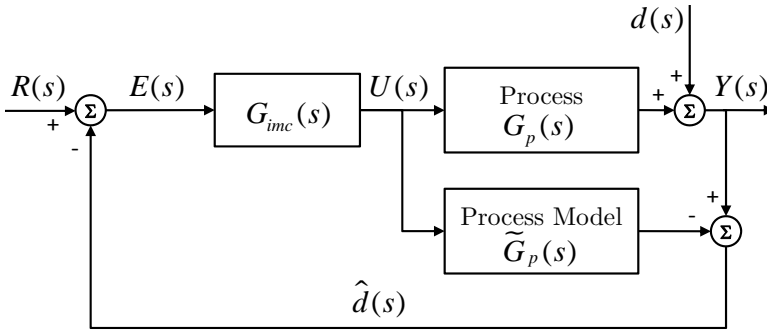 d(s)
R(s) + Σ E(s) G_imc(s) U(s) Process G_p(s) + + Σ Y(s)
-
Process Model G̃_p(s) - + Σ
d̂(s)